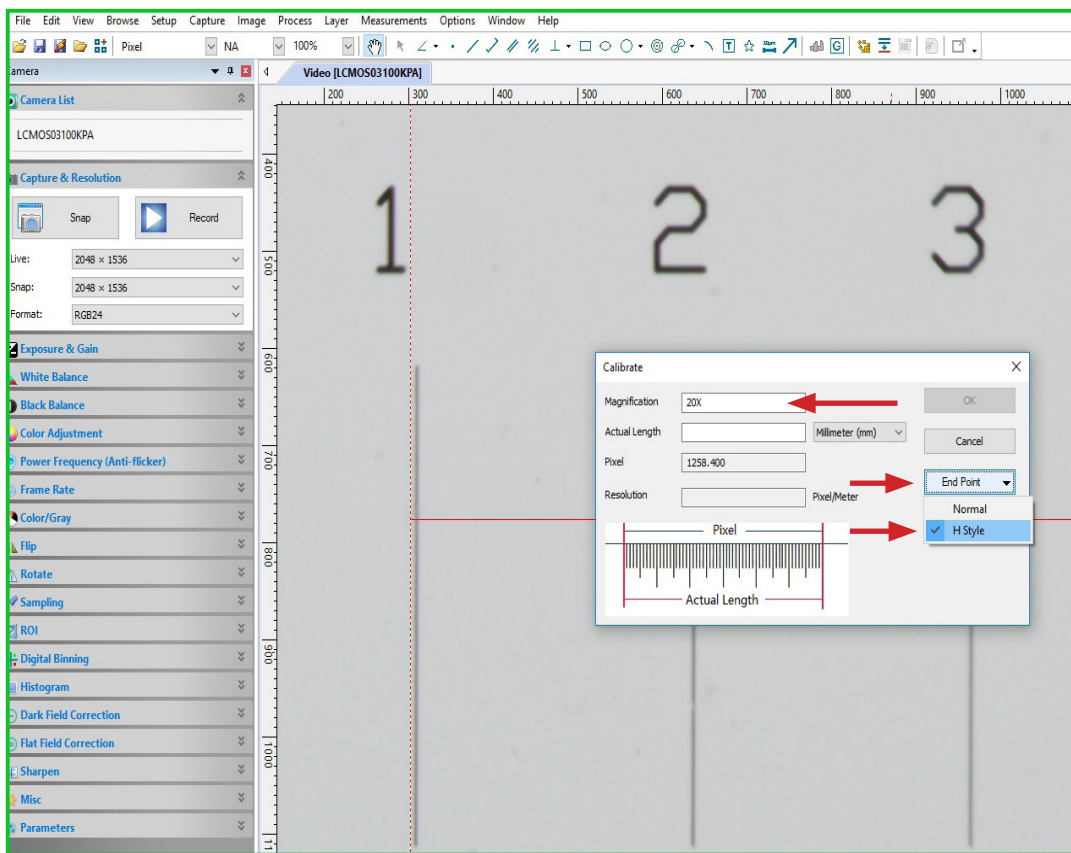 File Edit View Browse Setup Capture Image Process Layer Measurements Options Window Help
Pixel NA 100%
amera
Video [LCMOS03100KPA]
Camera List
LCMOS03100KPA
Capture & Resolution
Snap Record
Live: 2048 × 1536
Snap: 2048 × 1536
Format: RGB24
Exposure & Gain
White Balance
Black Balance
Color Adjustment
Power Frequency (Anti-flicker)
Frame Rate
Color/Gray
Flip
Rotate
Sampling
ROI
Digital Binning
Histogram
Dark Field Correction
Flat Field Correction
Sharpen
Misc
Parameters
200 300 400 500 600 700 800 900 1000
400
500
600
700
800
900
1000
11
1 2 3
Calibrate
Magnification 20X OK
Actual Length Millimeter (mm) Cancel
Pixel 1258.400
End Point
Resolution Pixel/Meter
Normal
H Style
Pixel
Actual Length